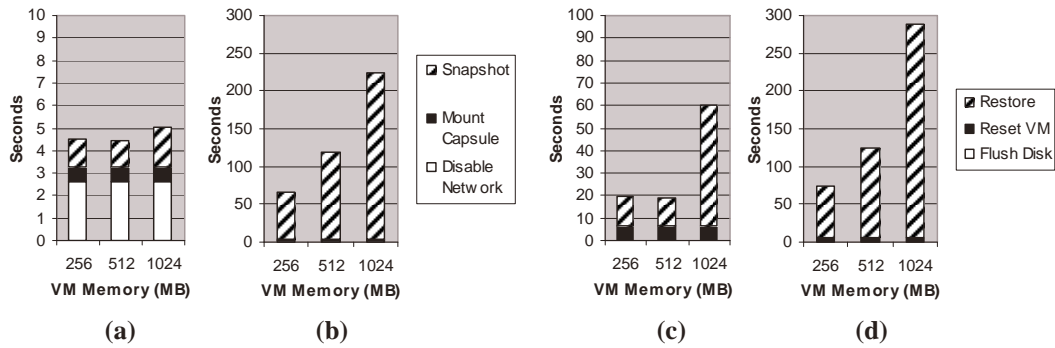 10
9
8
7
6
5
4
3
2
1
0
Seconds
256 512 1024
VM Memory (MB)
(a)
300
250
200
150
100
50
0
Seconds
256 512 1024
VM Memory (MB)
(b)
Snapshot
Mount
Capsule
Disable
Network
100
90
80
70
60
50
40
30
20
10
0
Seconds
256 512 1024
VM Memory (MB)
(c)
300
250
200
150
100
50
0
Seconds
256 512 1024
VM Memory (MB)
(d)
Restore
Reset VM
Flush Disk